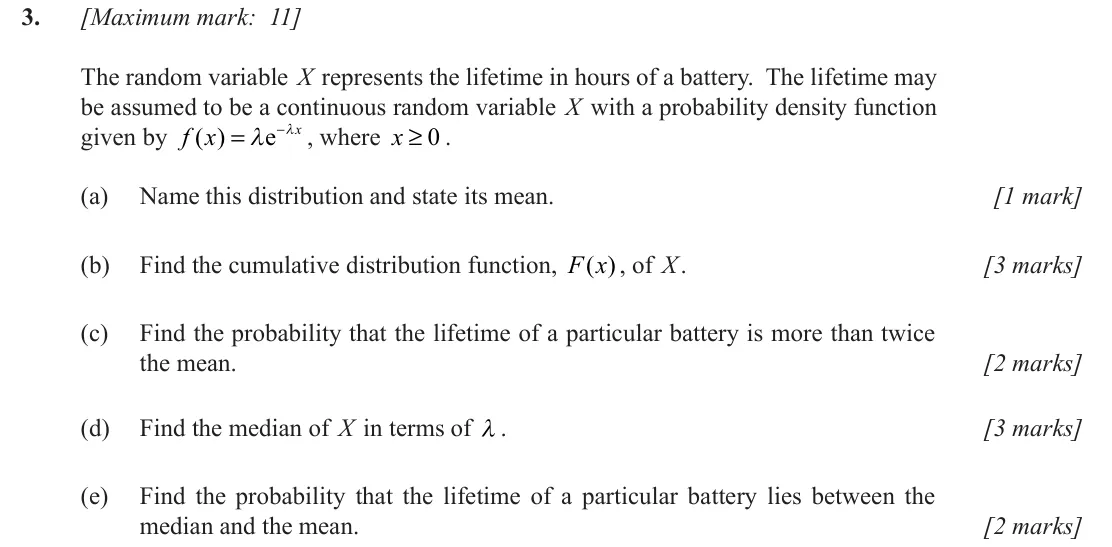 3. [Maximum mark: 11]
The random variable X represents the lifetime in hours of a battery. The lifetime may
be assumed to be a continuous random variable X with a probability density function
given by f(x) = λe^{−λx}, where x ≥ 0.
(a) Name this distribution and state its mean. [1 mark]
(b) Find the cumulative distribution function, F(x), of X. [3 marks]
(c) Find the probability that the lifetime of a particular battery is more than twice
the mean. [2 marks]
(d) Find the median of X in terms of λ. [3 marks]
(e) Find the probability that the lifetime of a particular battery lies between the
median and the mean. [2 marks]